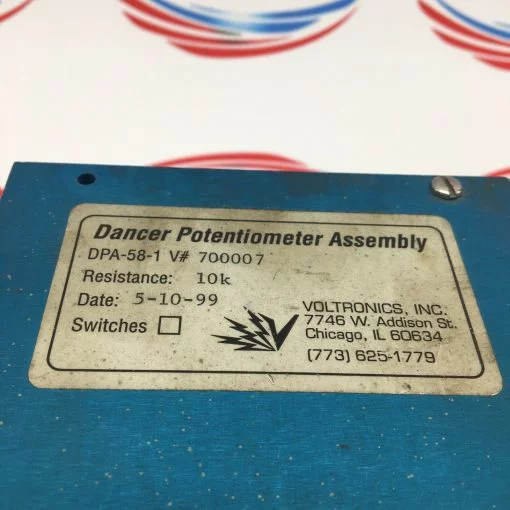 Dancer Potentiometer Assembly
DPA-58-1 V# 700007
Resistance: 10k
Date: 5-10-99
Switches
VOLTRONICS, INC.
7746 W. Addison St.
Chicago, IL 60634
(773) 625-1779